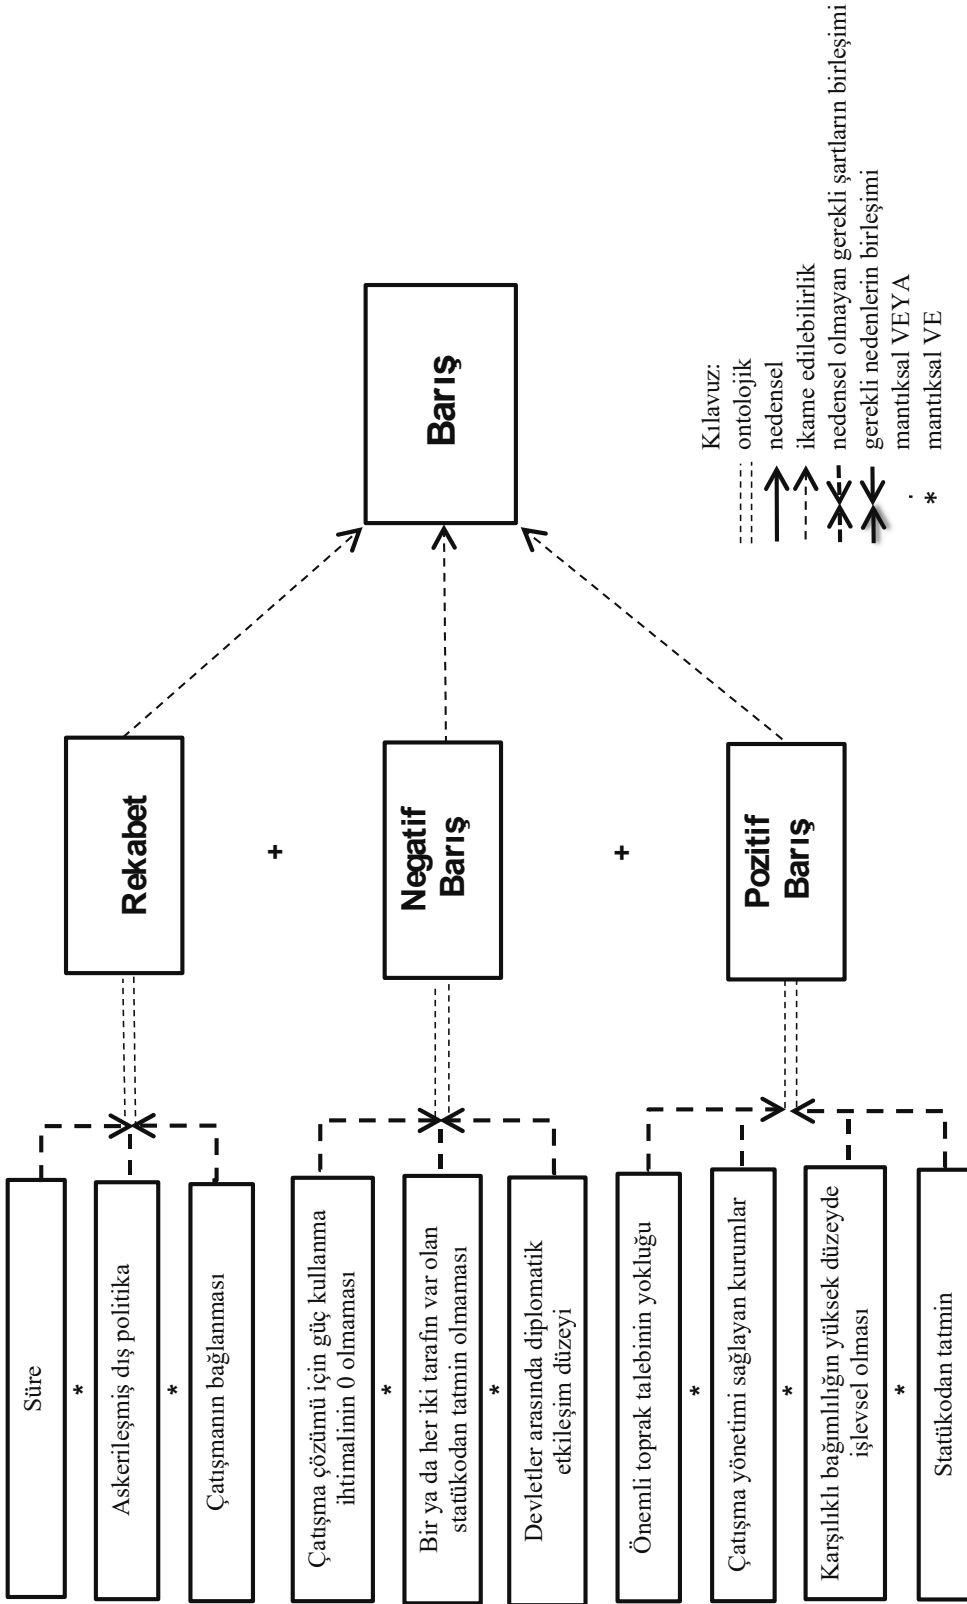 Süre
*
Askerileşmiş dış politika
*
Çatışmanın bağlanması
Çatışma çözümü için güç kullanma
ihtimalinin 0 olmaması
*
Bir ya da her iki tarafın var olan
statükodan tatmin olmaması
*
Devletler arasında diplomatik
etkileşim düzeyi
Önemli toprak talebinin yokluğu
*
Çatışma yönetimi sağlayan kurumlar
*
Karşılıklı bağımlılığın yüksek düzeyde
işlevsel olması
*
Statükodan tatmin
Rekabet
+
Negatif
Barış
+
Pozitif
Barış
Barış
Kılavuz:
ontolojik
nedensel
ikame edilebilirlik
nedensel olmayan gerekli şartların birleşimi
gerekli nedenlerin birleşimi
. mantıksal VEYA
* mantıksal VE